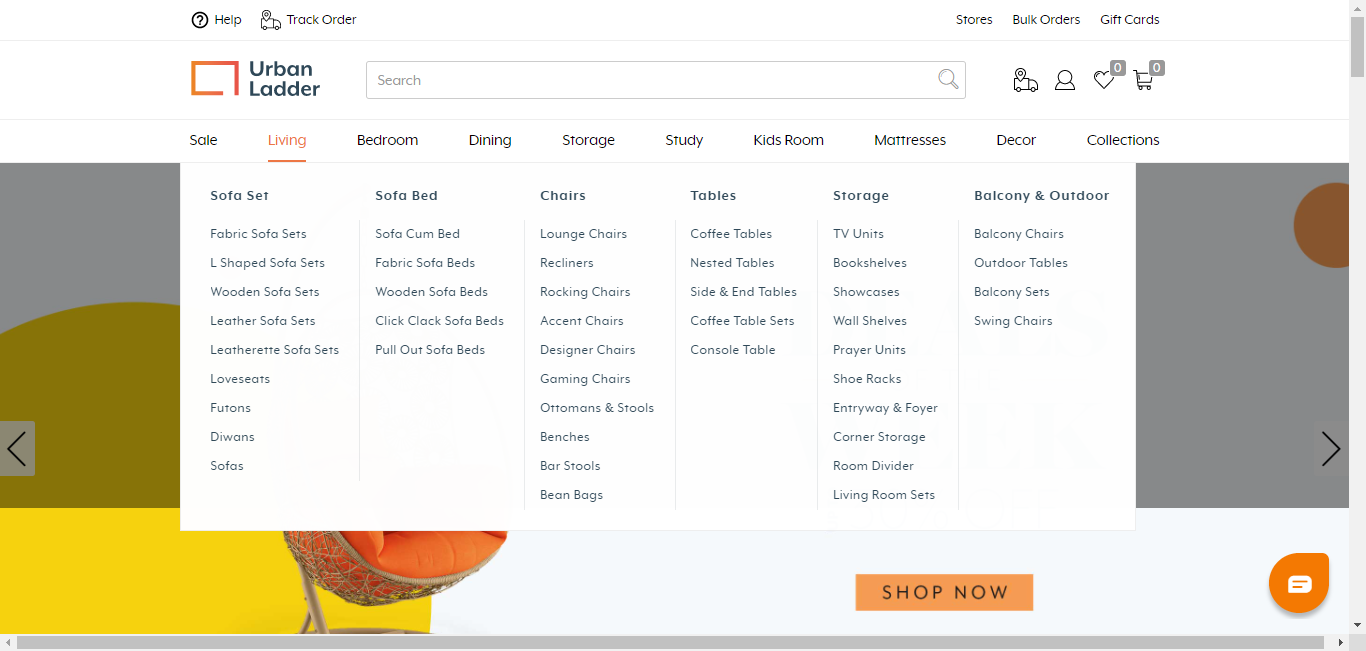 Help
Track Order
Stores
Bulk Orders
Gift Cards
Urban
Ladder
Search
0
0
Sale
Living
Bedroom
Dining
Storage
Study
Kids Room
Mattresses
Decor
Collections
Sofa Set
Fabric Sofa Sets
L Shaped Sofa Sets
Wooden Sofa Sets
Leather Sofa Sets
Leatherette Sofa Sets
Loveseats
Futons
Diwans
Sofas
Sofa Bed
Sofa Cum Bed
Fabric Sofa Beds
Wooden Sofa Beds
Click Clack Sofa Beds
Pull Out Sofa Beds
Chairs
Lounge Chairs
Recliners
Rocking Chairs
Accent Chairs
Designer Chairs
Gaming Chairs
Ottomans & Stools
Benches
Bar Stools
Bean Bags
Tables
Coffee Tables
Nested Tables
Side & End Tables
Coffee Table Sets
Console Table
Storage
TV Units
Bookshelves
Showcases
Wall Shelves
Prayer Units
Shoe Racks
Entryway & Foyer
Corner Storage
Room Divider
Living Room Sets
Balcony & Outdoor
Balcony Chairs
Outdoor Tables
Balcony Sets
Swing Chairs
SHOP NOW